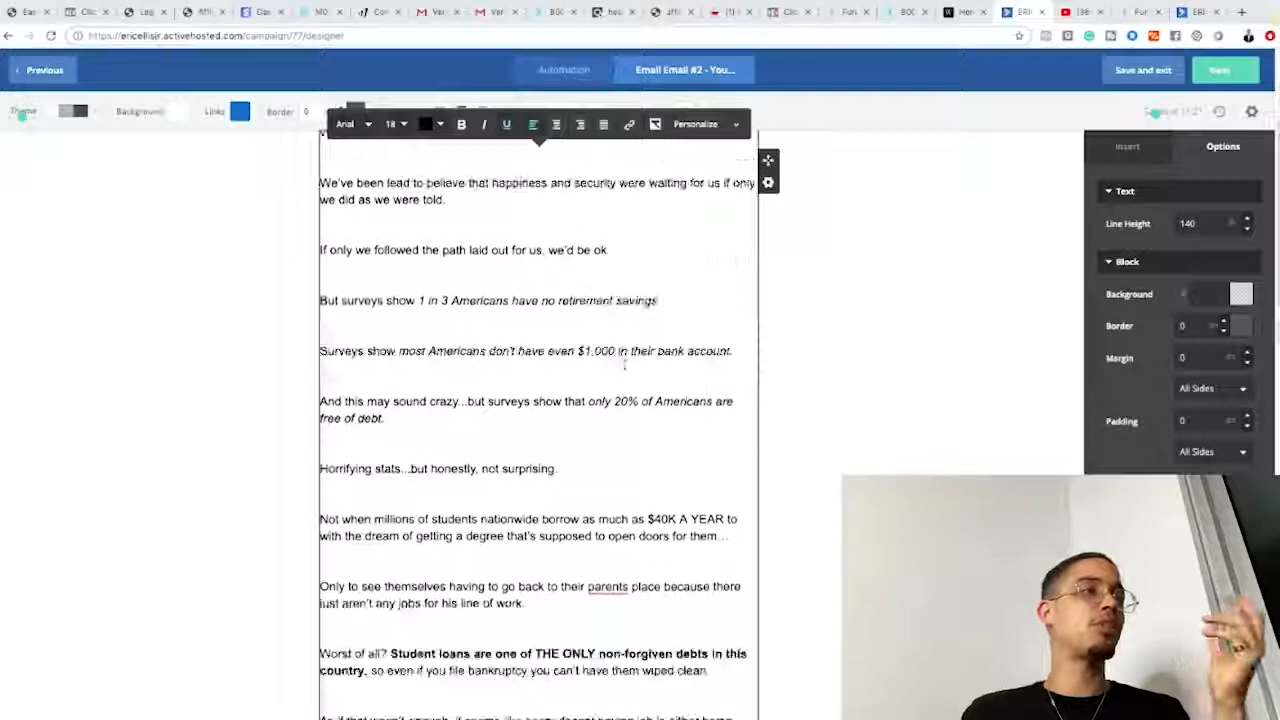 https://ericellisjr.activehosted.com/campaign/77/designer
Previous
Automation
Email Email #2 - You...
Save and exit
Next
Theme
Background
Links
Border
0
Arial
18
B
I
U
Personalize
Insert
Options
We've been lead to believe that happiness and security were waiting for us if only
we did as we were told.
If only we followed the path laid out for us, we'd be ok
But surveys show 1 in 3 Americans have no retirement savings
Surveys show most Americans don't have even $1,000 in their bank account.
And this may sound crazy...but surveys show that only 20% of Americans are
free of debt.
Horrifying stats...but honestly, not surprising.
Not when millions of students nationwide borrow as much as $40K A YEAR to
with the dream of getting a degree that's supposed to open doors for them...
Only to see themselves having to go back to their parents place because there
just aren't any jobs for his line of work.
Worst of all? Student loans are one of THE ONLY non-forgiven debts in this
country, so even if you file bankruptcy you can't have them wiped clean.
Text
Line Height
140
Block
Background
Border
0
Margin
0
All Sides
Padding
0
All Sides